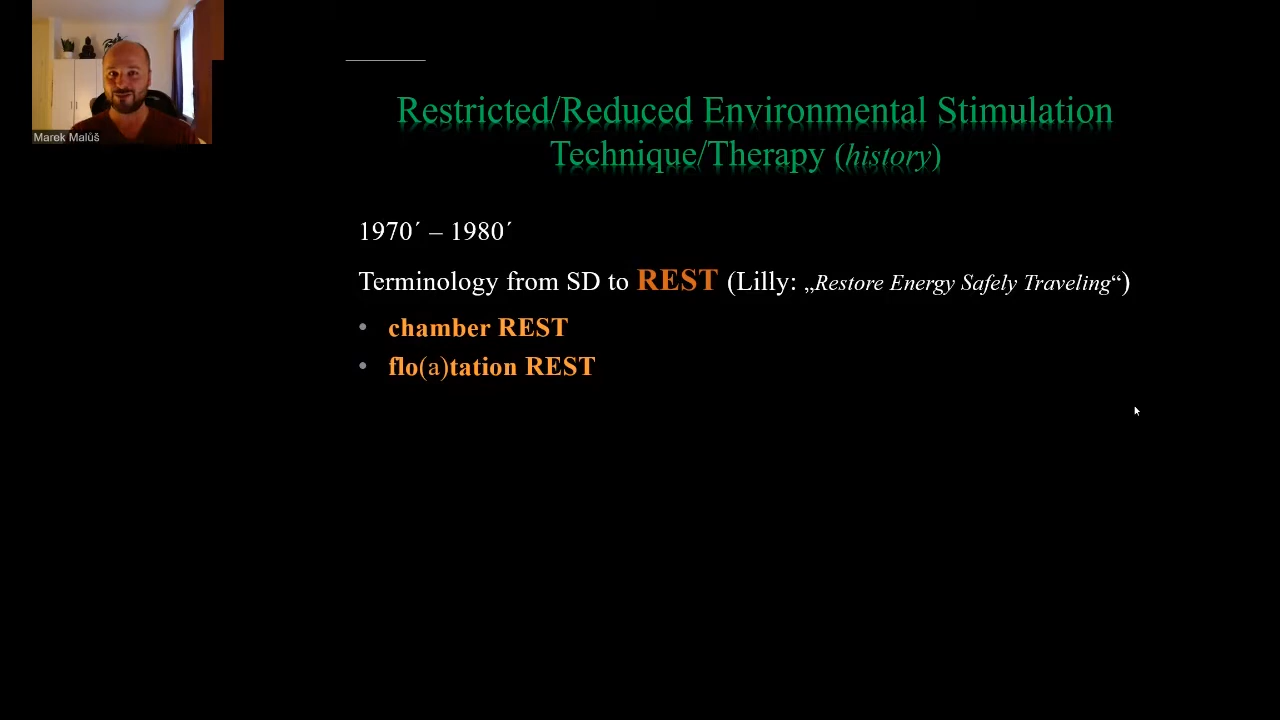 Marek Malůš
Restricted/Reduced Environmental Stimulation
Technique/Therapy (history)
1970´ – 1980´
Terminology from SD to REST (Lilly: „Restore Energy Safely Traveling“)
• chamber REST
• flo(a)tation REST